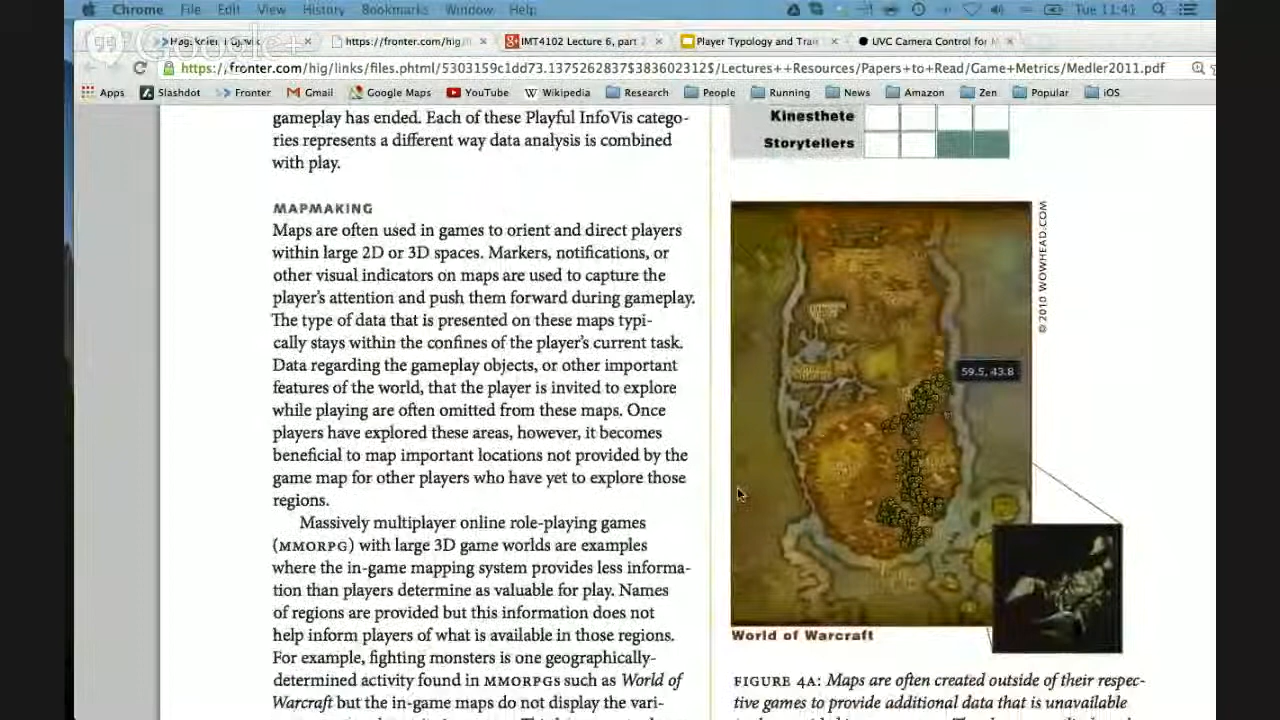 Chrome File Edit View History Bookmarks Window Help
Tue 11:41
Google+
https://fronter.com/hig/
IMT4102 Lecture 6, part 2
Player Typology and Trai
UVC Camera Control for M
https://fronter.com/hig/links/files.phtml/5303159c1dd73.1375262837$383602312$/Lectures++Resources/Papers+to+Read/Game+Metrics/Medler2011.pdf
Apps Slashdot Fronter Gmail Google Maps YouTube Wikipedia Research People Running News Amazon Zen Popular iOS
gameplay has ended. Each of these Playful InfoVis catego-
ries represents a different way data analysis is combined
with play.
MAPMAKING
Maps are often used in games to orient and direct players
within large 2D or 3D spaces. Markers, notifications, or
other visual indicators on maps are used to capture the
player's attention and push them forward during gameplay.
The type of data that is presented on these maps typi-
cally stays within the confines of the player's current task.
Data regarding the gameplay objects, or other important
features of the world, that the player is invited to explore
while playing are often omitted from these maps. Once
players have explored these areas, however, it becomes
beneficial to map important locations not provided by the
game map for other players who have yet to explore those
regions.
Massively multiplayer online role-playing games
(MMORPG) with large 3D game worlds are examples
where the in-game mapping system provides less informa-
tion than players determine as valuable for play. Names
of regions are provided but this information does not
help inform players of what is available in those regions.
For example, fighting monsters is one geographically-
determined activity found in MMORPGs such as World of
Warcraft but the in-game maps do not display the vari-
Kinesthete
Storytellers
© 2010 WOWHEAD.COM
59.5, 43.8
World of Warcraft
FIGURE 4A: Maps are often created outside of their respec-
tive games to provide additional data that is unavailable